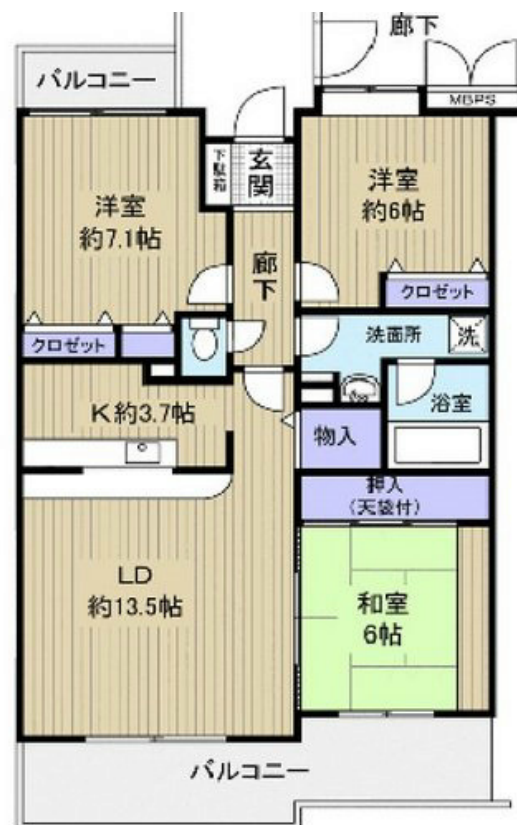 廊下
バルコニー
MBPS
下駄箱
玄関
洋室
約7.1帖
洋室
約6帖
廊下
クロゼット
クロゼット
洗面所
洗
K約3.7帖
浴室
物入
押入
(天袋付)
LD
約13.5帖
和室
6帖
バルコニー